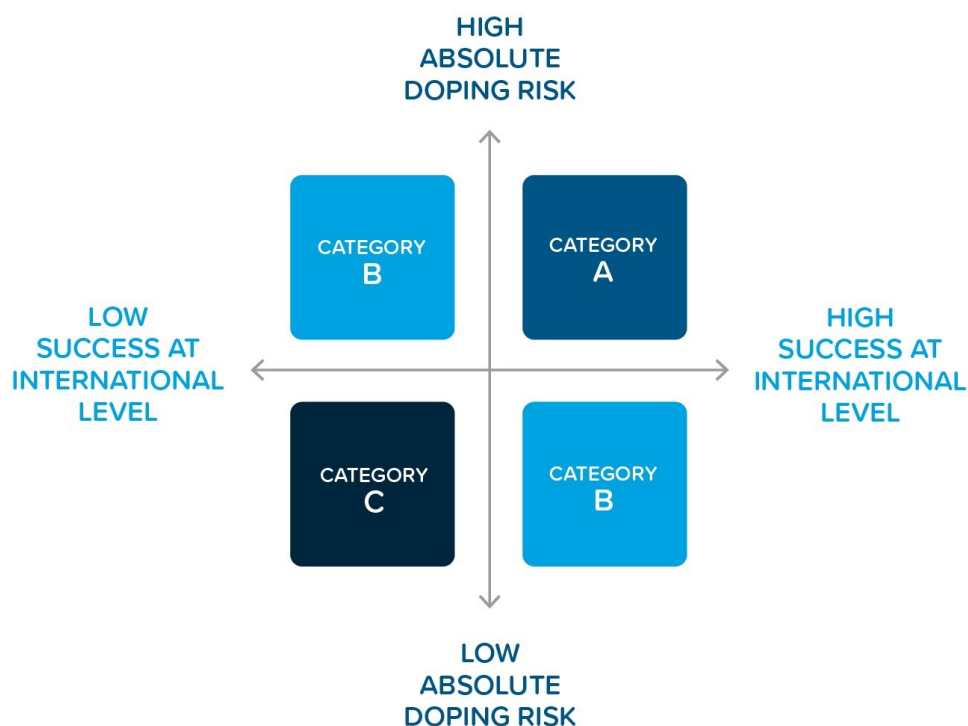 HIGH
ABSOLUTE
DOPING RISK
CATEGORY
B
CATEGORY
A
LOW
SUCCESS AT
INTERNATIONAL
LEVEL
HIGH
SUCCESS AT
INTERNATIONAL
LEVEL
CATEGORY
C
CATEGORY
B
LOW
ABSOLUTE
DOPING RISK